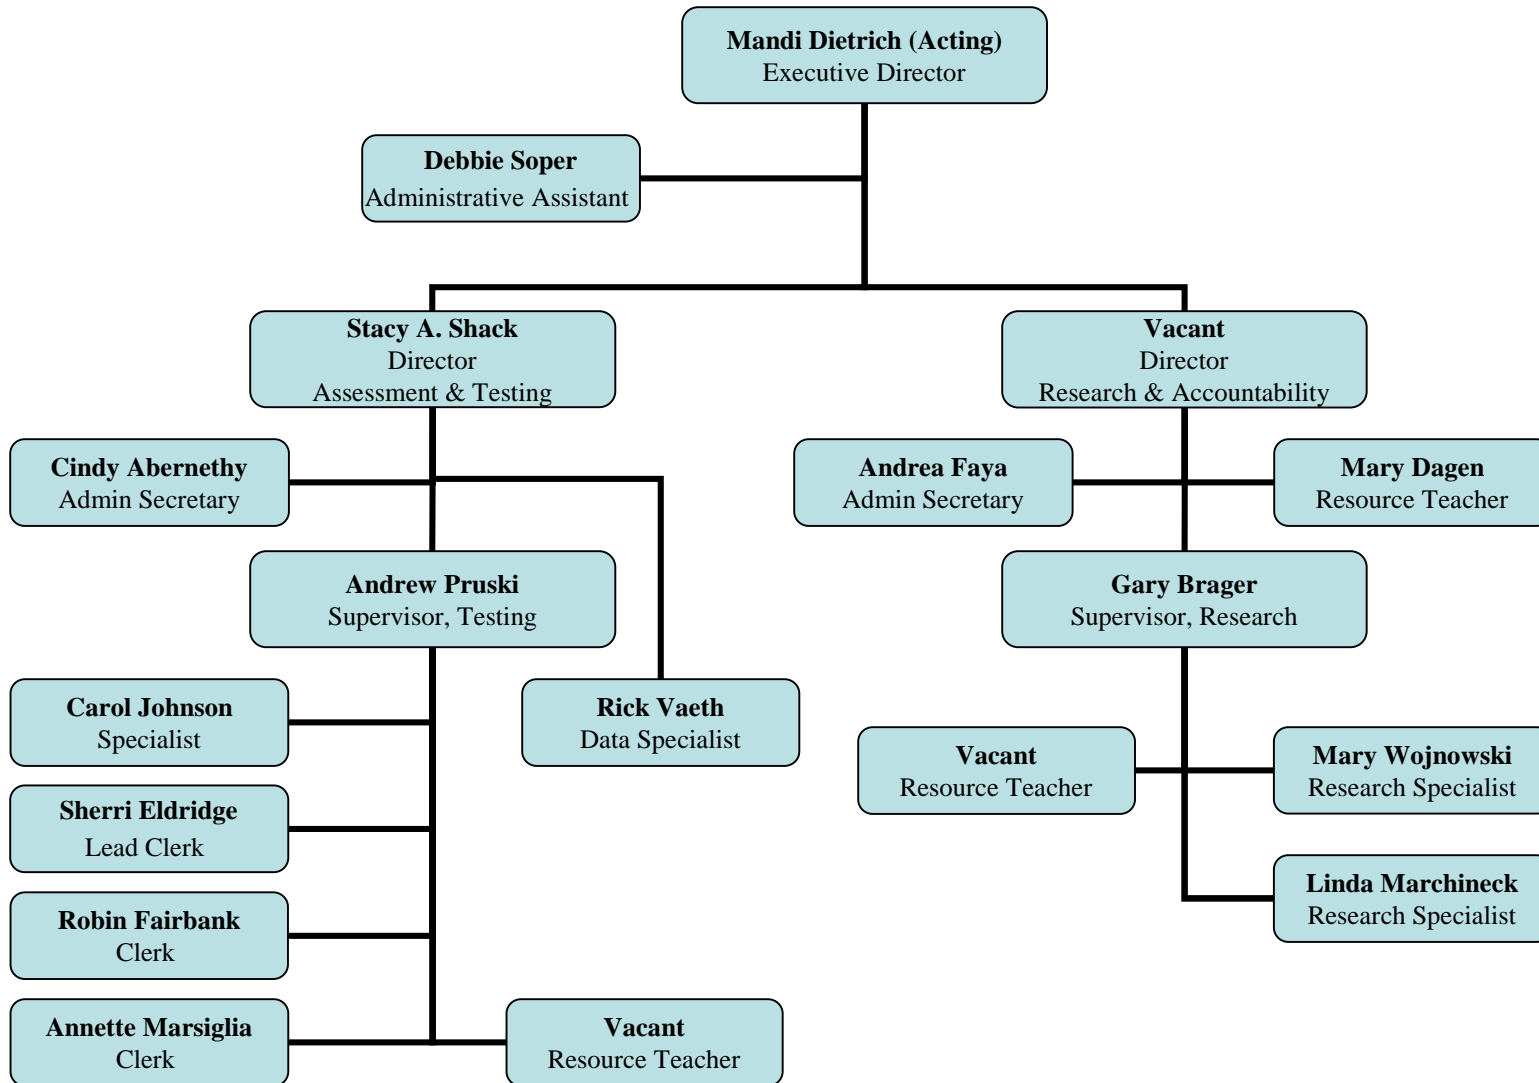 Mandi Dietrich (Acting)
Executive Director
Debbie Soper
Administrative Assistant
Stacy A. Shack
Director
Assessment & Testing
Vacant
Director
Research & Accountability
Cindy Abernethy
Admin Secretary
Andrea Faya
Admin Secretary
Mary Dagen
Resource Teacher
Andrew Pruski
Supervisor, Testing
Gary Brager
Supervisor, Research
Carol Johnson
Specialist
Rick Vaeth
Data Specialist
Vacant
Resource Teacher
Mary Wojnowski
Research Specialist
Sherri Eldridge
Lead Clerk
Linda Marchineck
Research Specialist
Robin Fairbank
Clerk
Annette Marsiglia
Clerk
Vacant
Resource Teacher